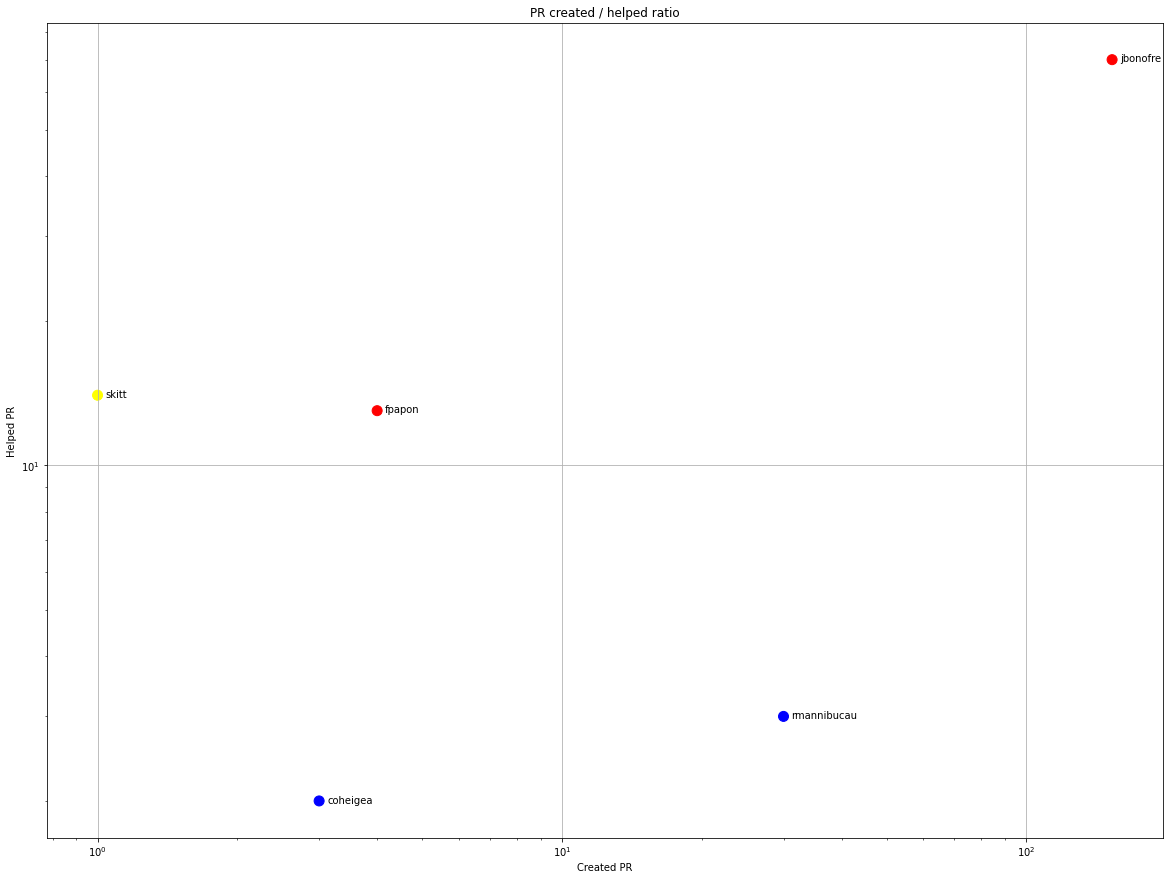 PR created / helped ratio
jbonofre
skitt
fpapon
Helped PR
10¹
rmannibucau
coheigea
10⁰ 10¹ 10²
Created PR